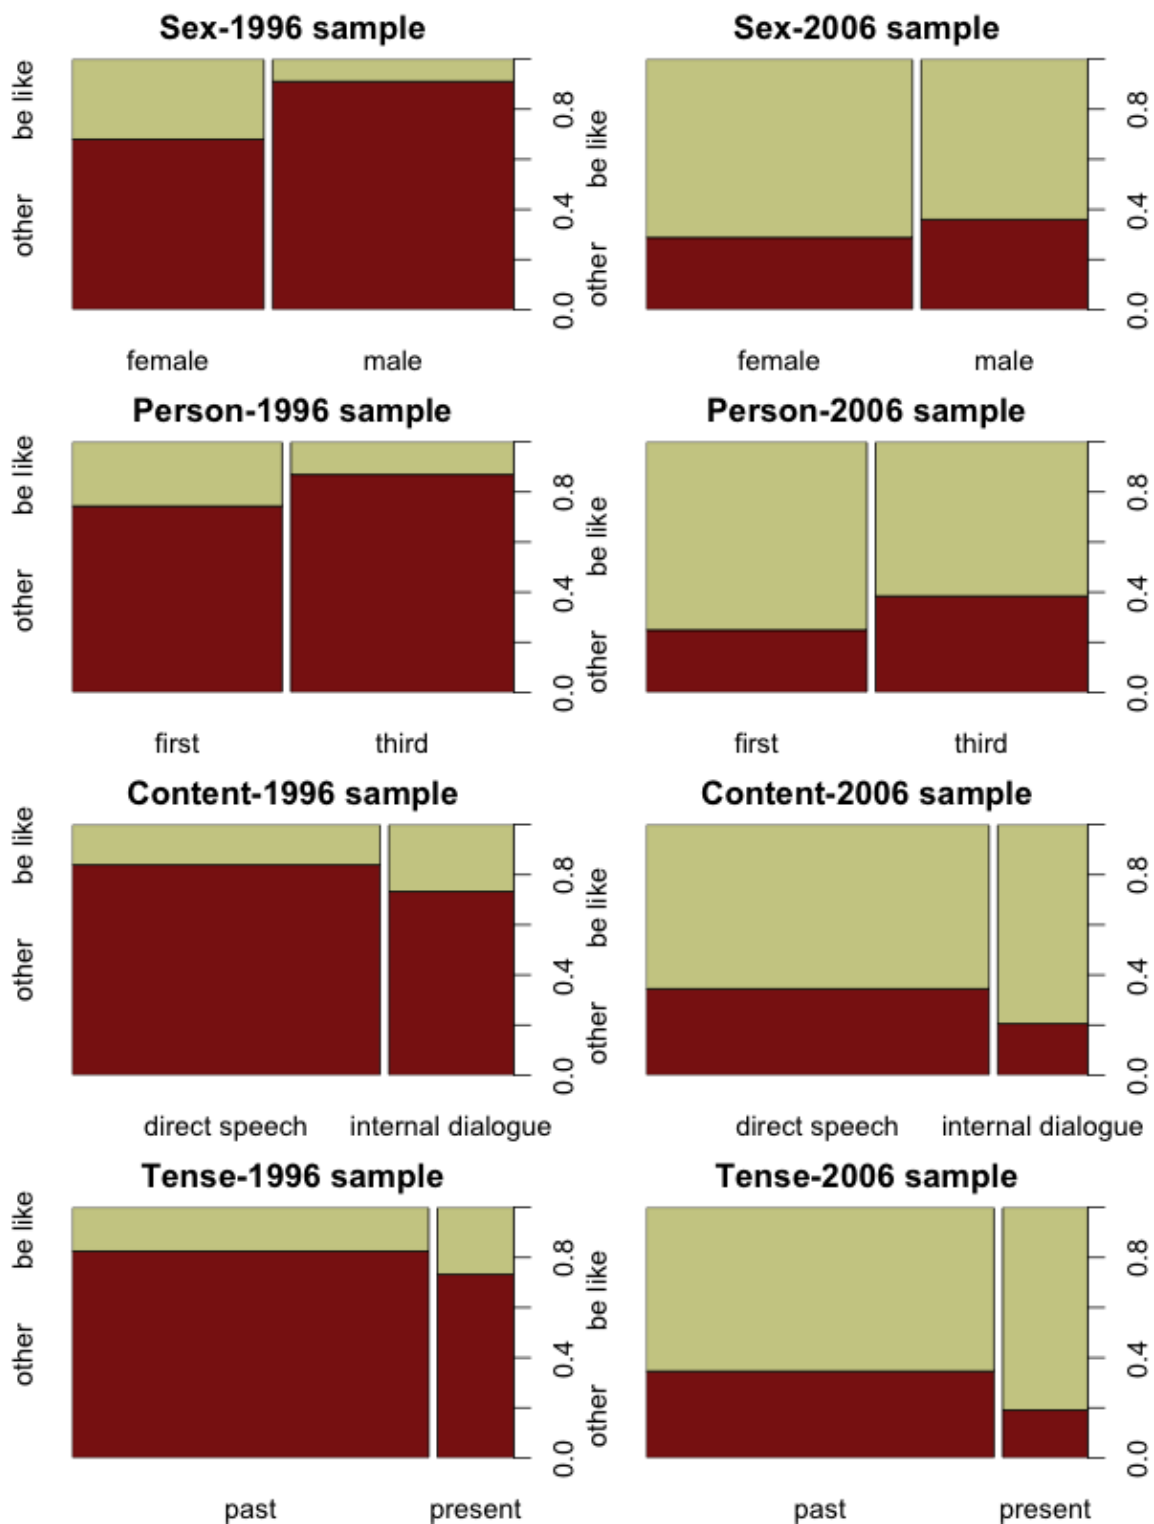 Sex-1996 sample
other be like
0.0 0.4 0.8
female male
Sex-2006 sample
other be like
0.0 0.4 0.8
female male
Person-1996 sample
other be like
0.0 0.4 0.8
first third
Person-2006 sample
other be like
0.0 0.4 0.8
first third
Content-1996 sample
other be like
0.0 0.4 0.8
direct speech internal dialogue
Content-2006 sample
other be like
0.0 0.4 0.8
direct speech internal dialogue
Tense-1996 sample
other be like
0.0 0.4 0.8
past present
Tense-2006 sample
other be like
0.0 0.4 0.8
past present